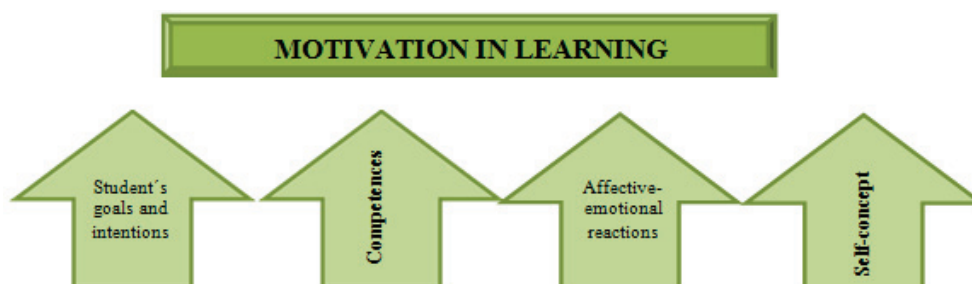 MOTIVATION IN LEARNING
Student´s
goals and
intentions
Competences
Affective-
emotional
reactions
Self-concept